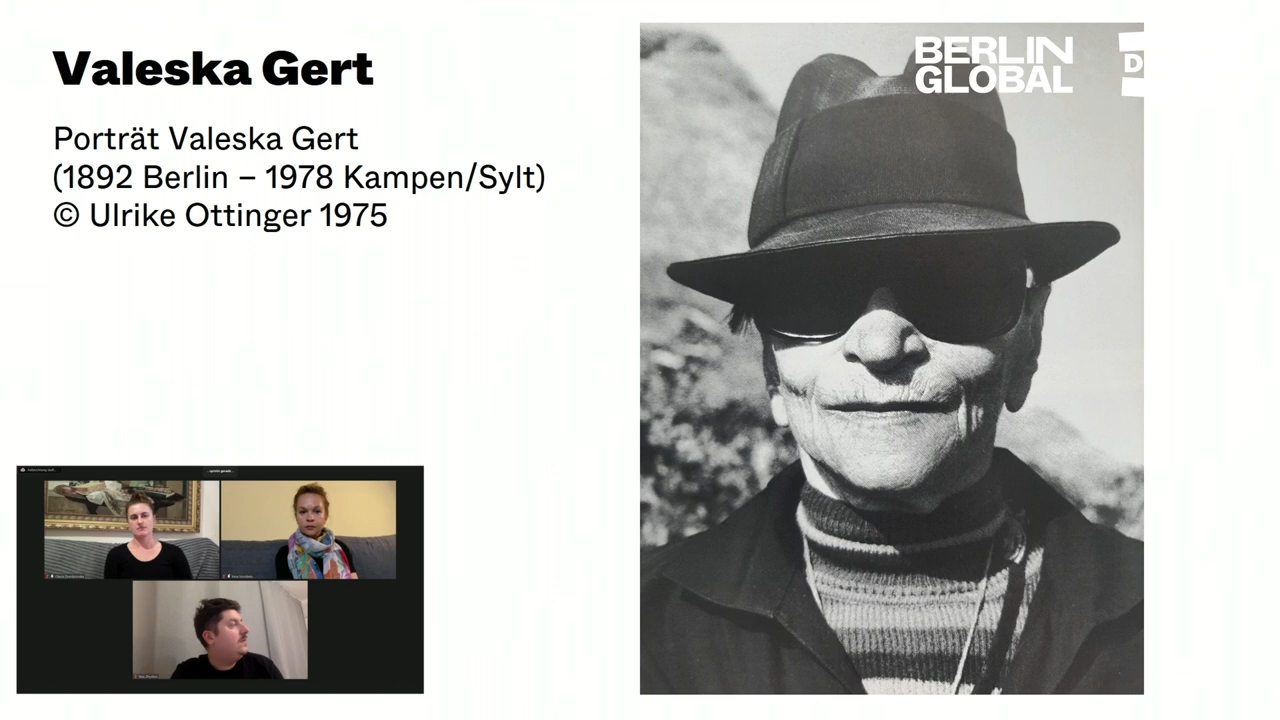 Valeska Gert
Porträt Valeska Gert
(1892 Berlin – 1978 Kampen/Sylt)
© Ulrike Ottinger 1975
BERLIN
GLOBAL
D